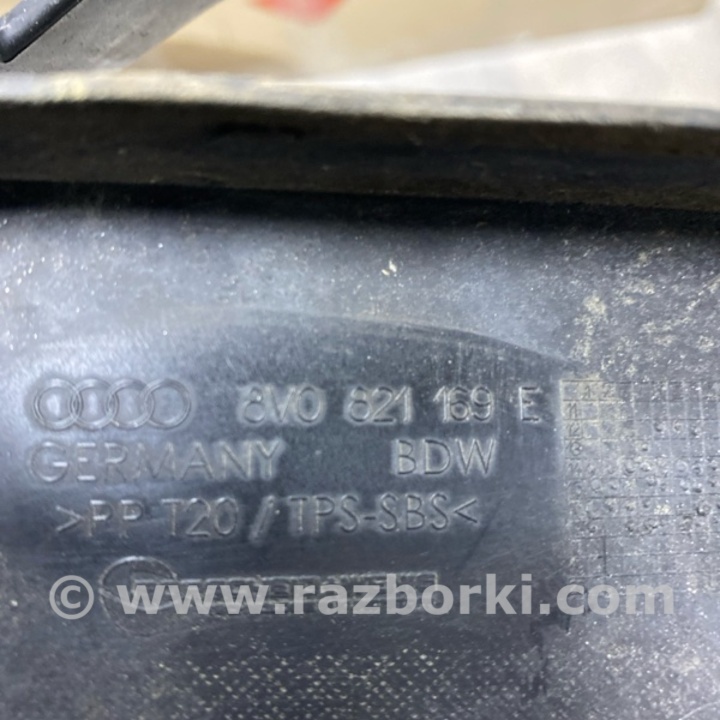 8V0 821 169 E
GERMANY BDW
>PP T20 / TPS-SBS<
© www.razborki.com